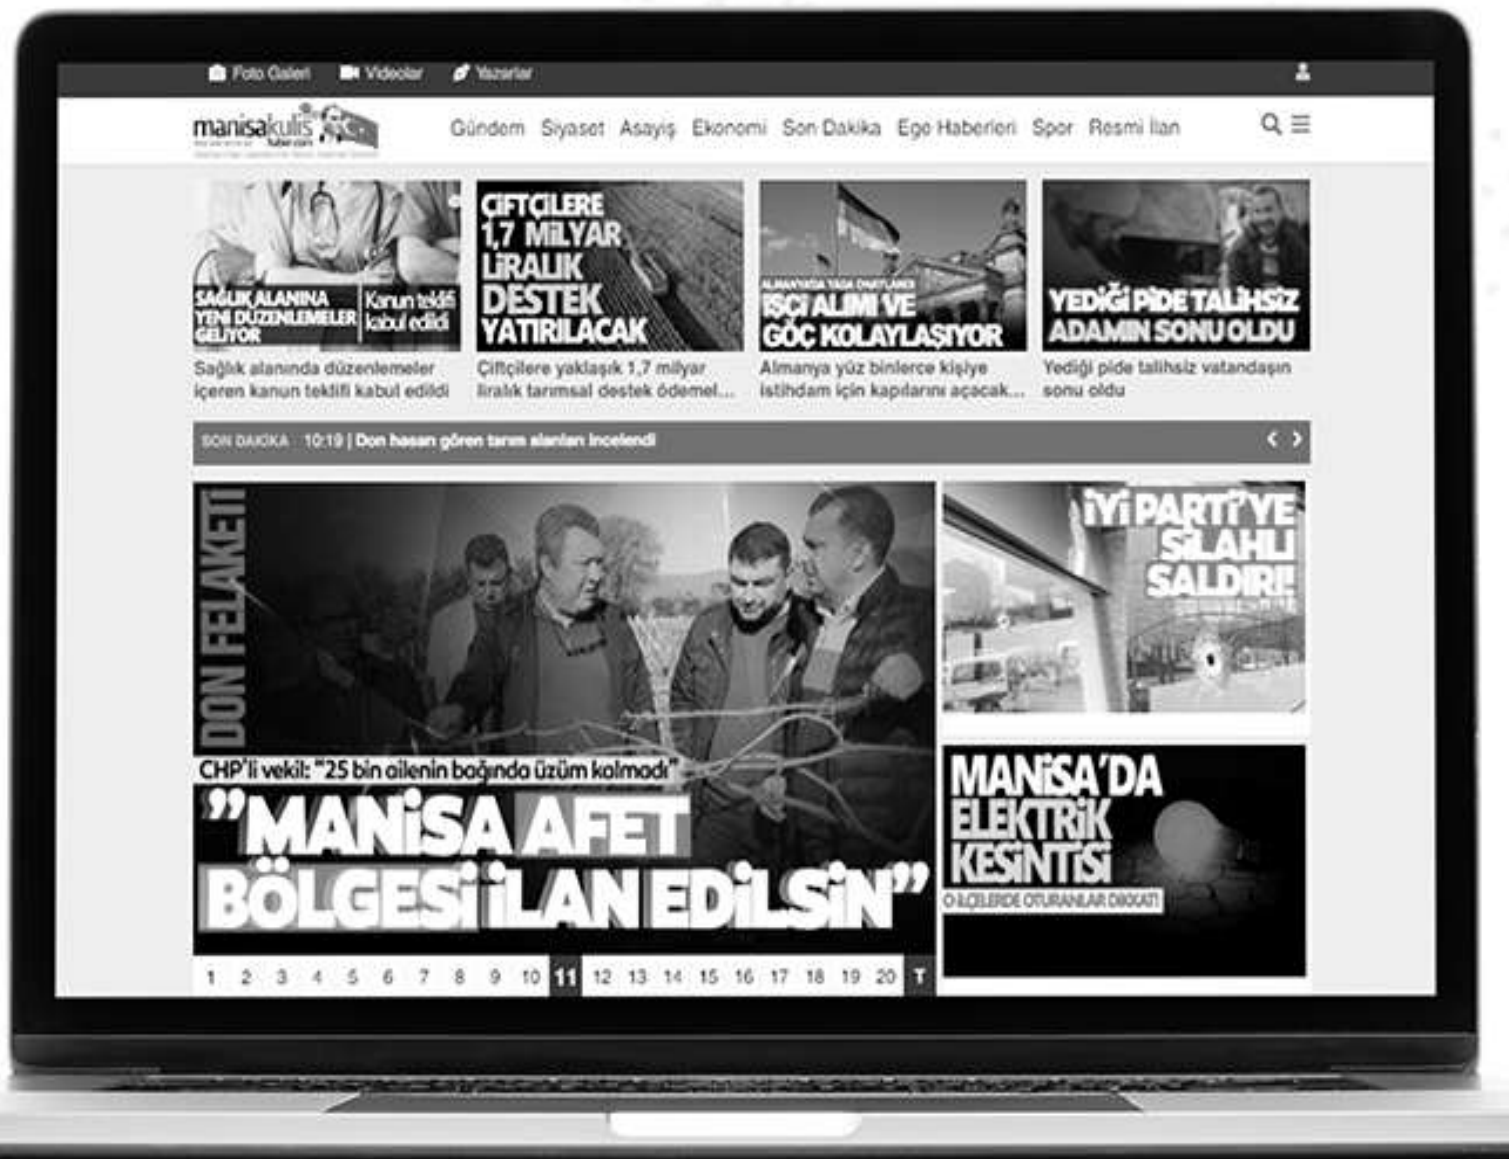 Foto Galeri Videolar Yazarlar
manisakulis
haber.com
Gündem Siyaset Asayiş Ekonomi Son Dakika Ege Haberleri Spor Resmi İlan
SAĞLIK ALANINA
YENİ DÜZENLEMELER
GELİYOR
Kanun teklifi
kabul edildi
Sağlık alanında düzenlemeler
içeren kanun teklifi kabul edildi
ÇİFTÇİLERE
1,7 MİLYAR
LİRALIK
DESTEK
YATIRILACAK
Çiftçilere yaklaşık 1,7 milyar
liralık tarımsal destek ödemel...
ALMANYA'DA YASA ONAYLANDI
İŞÇİ ALIMI VE
GÖÇ KOLAYLAŞIYOR
Almanya yüz binlerce kişiye
istihdam için kapılarını açacak...
YEDİĞİ PİDE TALİHSİZ
ADAMIN SONU OLDU
Yediği pide talihsiz vatandaşın
sonu oldu
SON DAKİKA 10:19 | Don hasarı gören tarım alanları incelendi
DON FELAKETİ
CHP'li vekil: "25 bin ailenin bağında üzüm kalmadı"
"MANİSA AFET
BÖLGESİ İLAN EDİLSİN"
1 2 3 4 5 6 7 8 9 10 11 12 13 14 15 16 17 18 19 20 T
İYİ PARTİ'YE
SİLAHLI
SALDIRI!
MANİSA'DA
ELEKTRİK
KESİNTİSİ
O İLÇELERDE OTURANLAR DİKKAT!